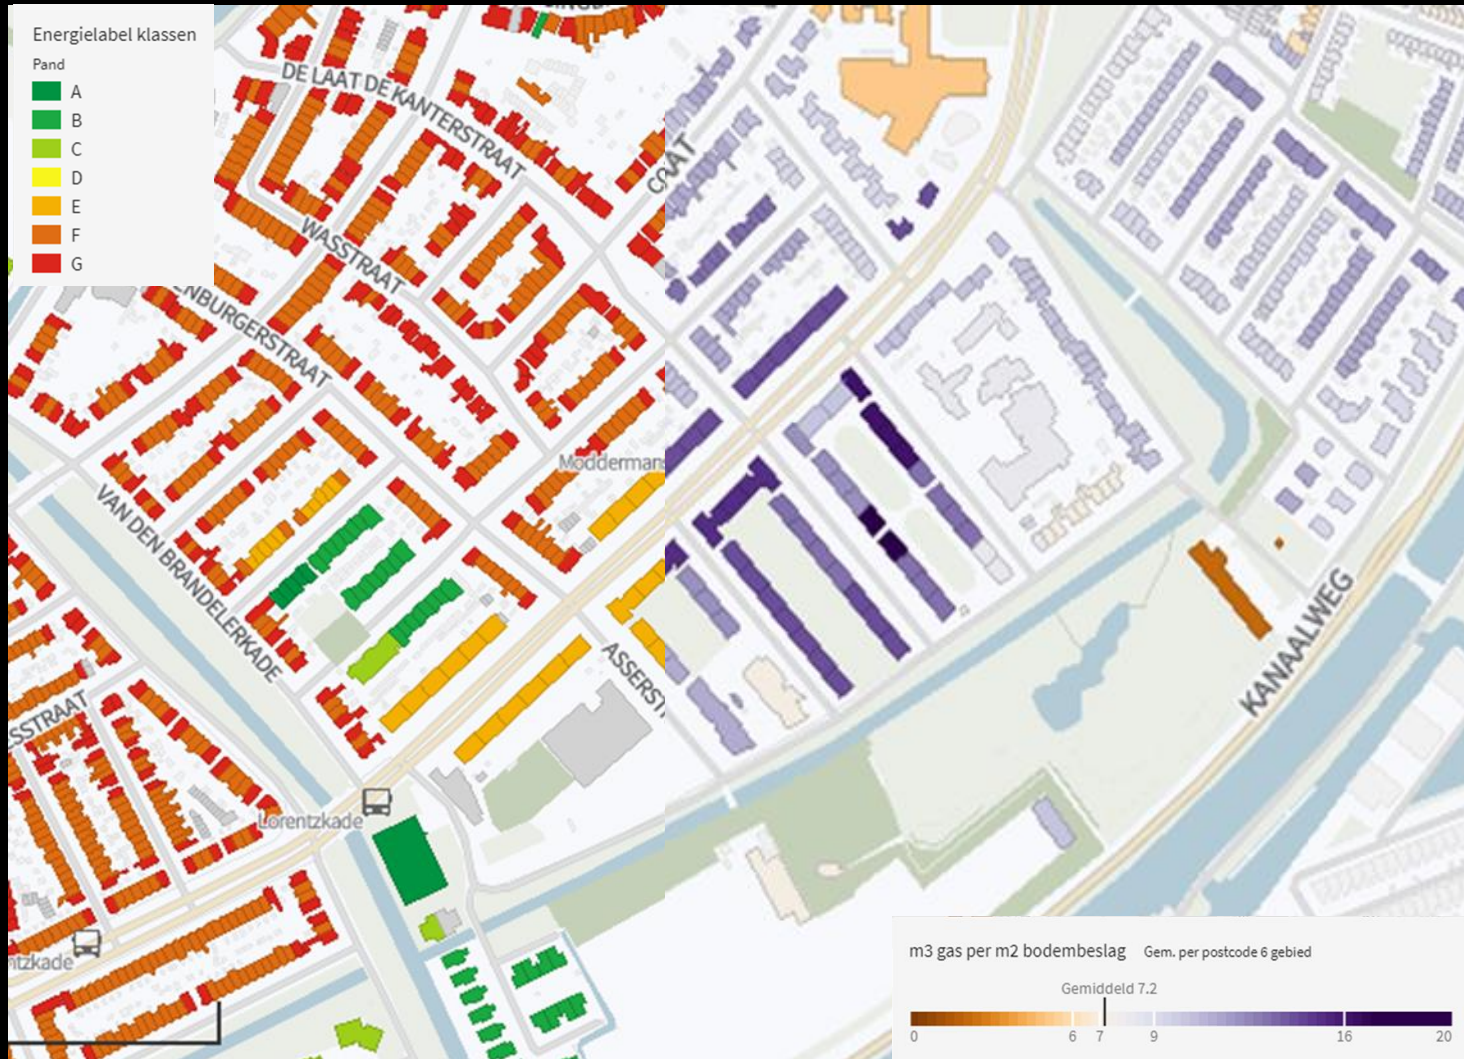 Energielabel klassen
Pand
A
B
C
D
E
F
G
DE LAAT DE KANTERSTRAAT
WASSTRAAT
ENBURGERSTRAAT
VAN DEN BRANDELERKADE
Moddermans
ASSERST
SSTRAAT
Lorentzkade
ntzkade
KANAALWEG
m3 gas per m2 bodembeslag Gem. per postcode 6 gebied
Gemiddeld 7.2
0 6 7 9 16 20